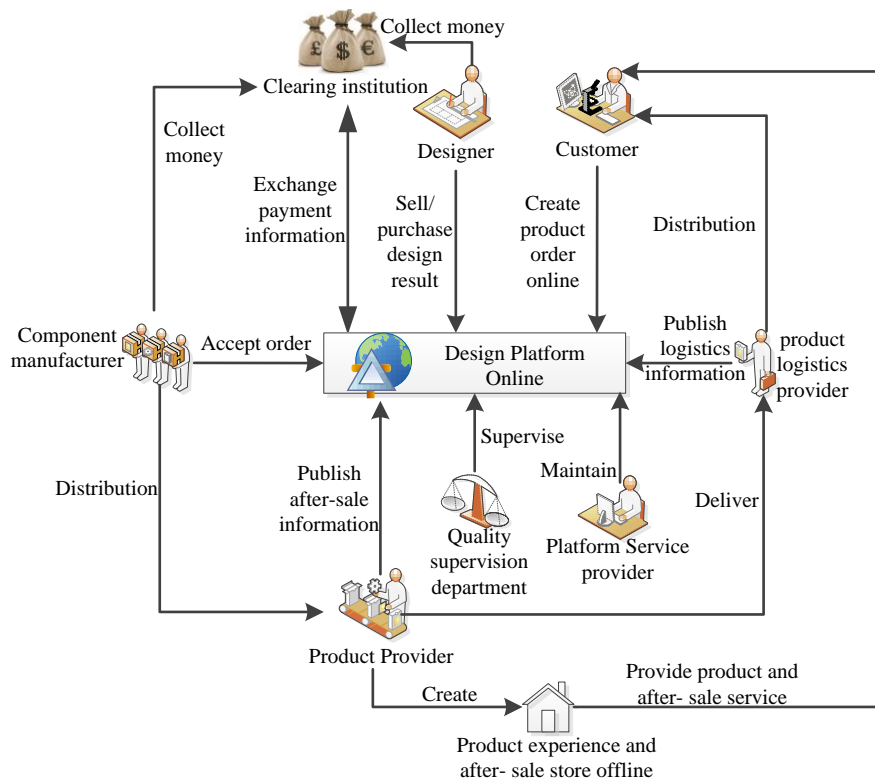 Collect money
£ $ €
Clearing institution
Designer
Customer
Collect
money
Exchange
payment
information
Sell/
purchase
design
result
Create
product
order
online
Distribution
Component
manufacturer
Accept order
Design Platform
Online
Publish
logistics
information
product
logistics
provider
Distribution
Publish
after-sale
information
Supervise
Maintain
Deliver
Quality
supervision
department
Platform Service
provider
Product Provider
Create
Provide product and
after- sale service
Product experience and
after- sale store offline